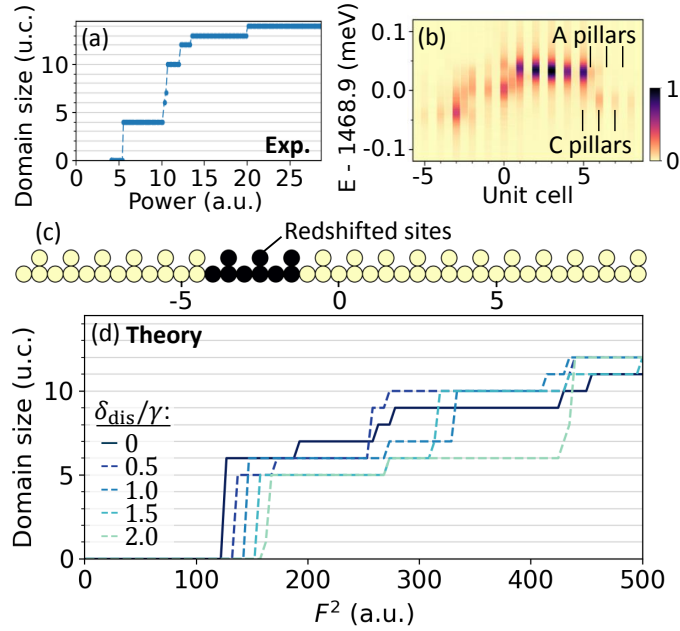 (a)
Domain size (u.c.)
10
5
0
0
5
10
15
20
25
Exp.
Power (a.u.)
(b)
E - 1468.9 (meV)
0.1
0.0
-0.1
A pillars
C pillars
-5
0
5
Unit cell
1
0
(c)
Redshifted sites
-5
0
5
(d) Theory
Domain size (u.c.)
10
5
0
δdis/γ:
0
0.5
1.0
1.5
2.0
0
100
200
300
400
500
F² (a.u.)